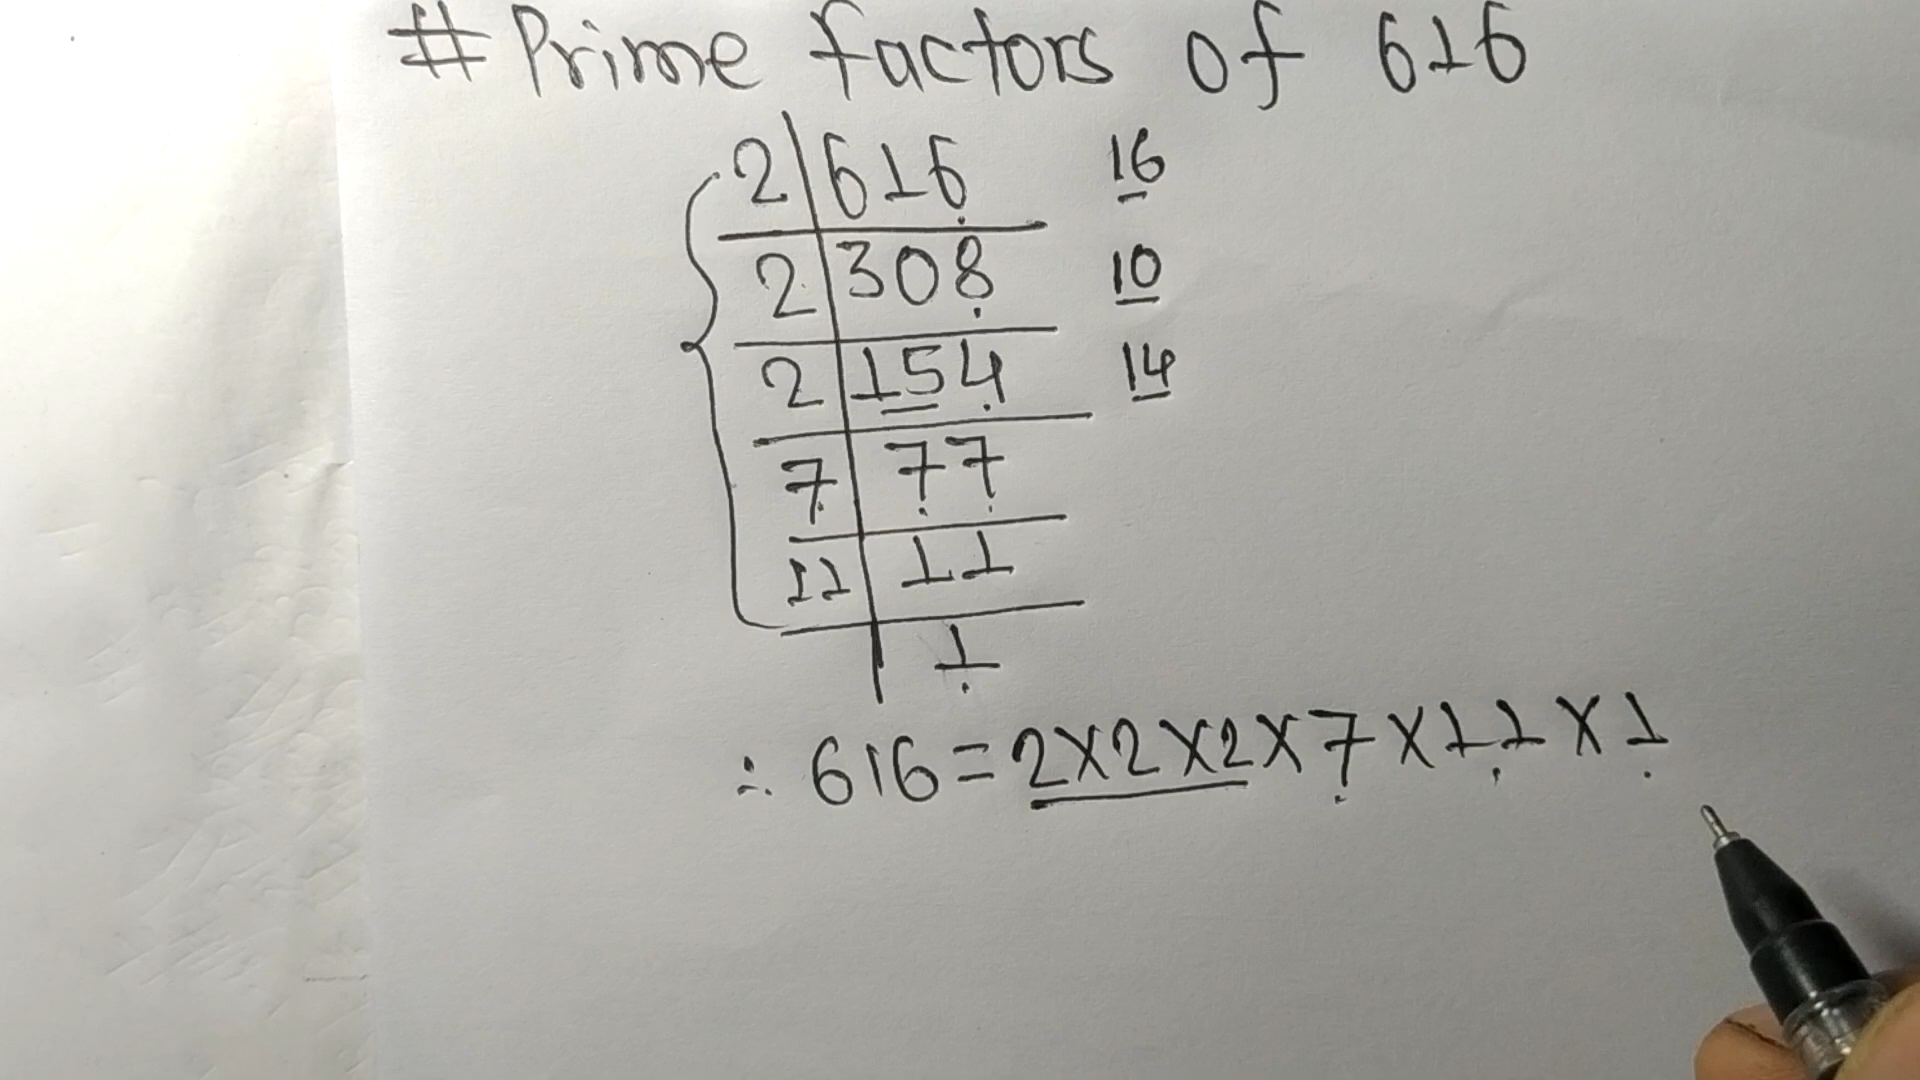 # Prime factors of 616
2 616 16
2 308 10
2 154 14
7 77
11 11
1
∴ 616 = 2×2×2×7×11×1